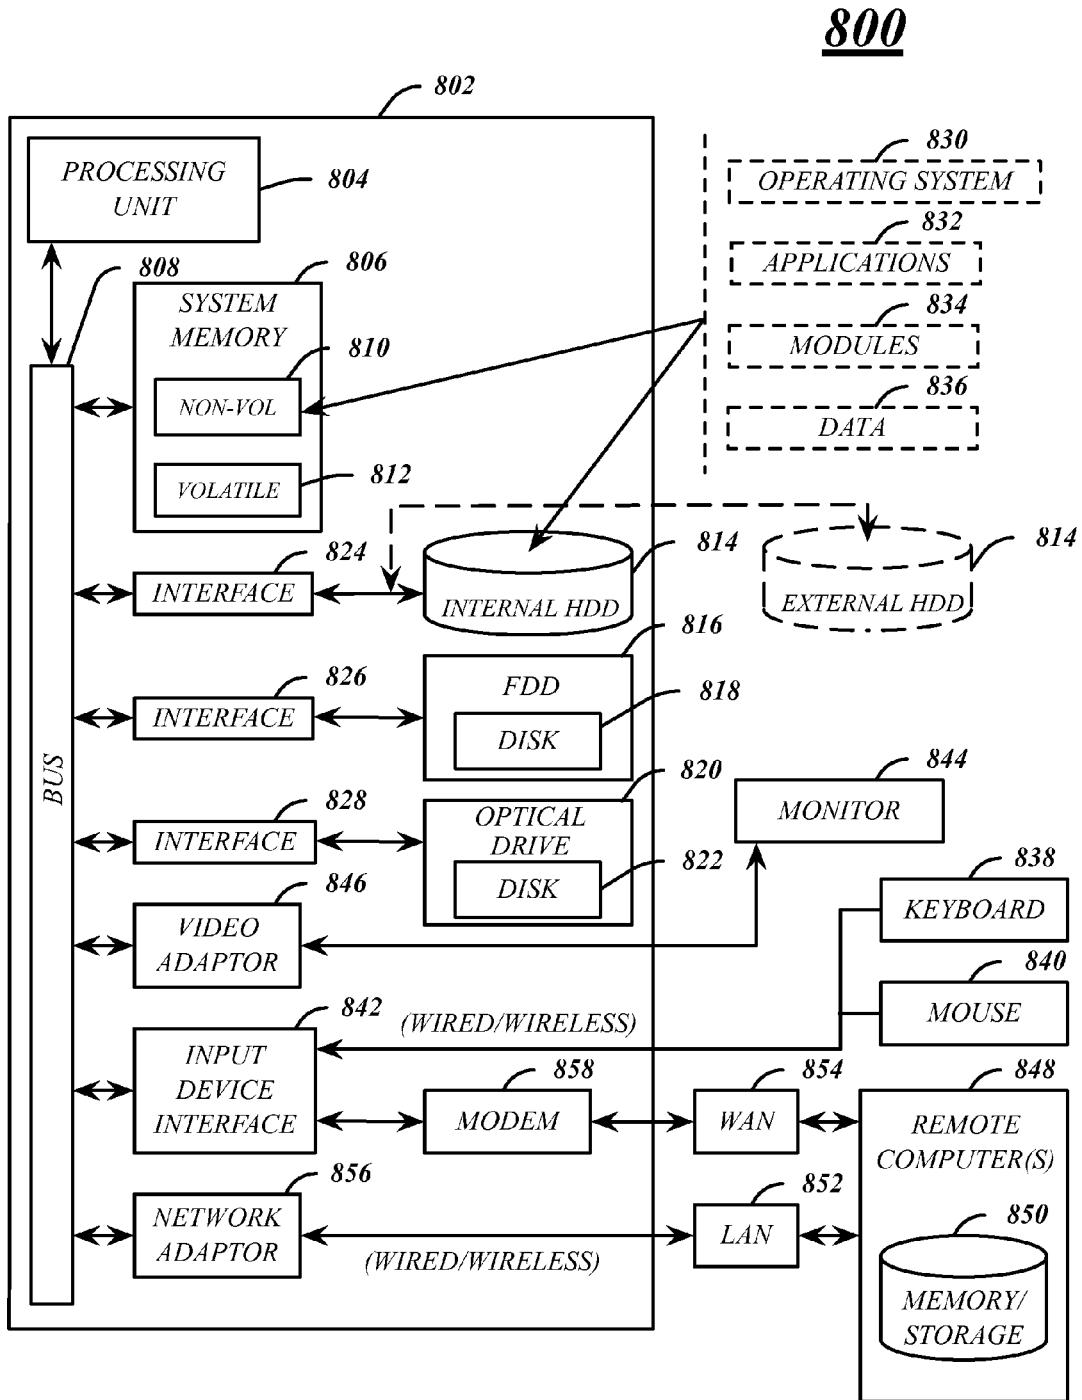 800
802
PROCESSING
UNIT
804
830
OPERATING SYSTEM
832
APPLICATIONS
834
MODULES
836
DATA
808
806
SYSTEM
MEMORY
810
NON-VOL
812
VOLATILE
BUS
824
INTERFACE
814
INTERNAL HDD
814
EXTERNAL HDD
826
INTERFACE
816
FDD
818
DISK
828
INTERFACE
820
OPTICAL
DRIVE
822
DISK
844
MONITOR
846
VIDEO
ADAPTOR
838
KEYBOARD
840
MOUSE
842
INPUT
DEVICE
INTERFACE
(WIRED/WIRELESS)
858
MODEM
854
WAN
848
REMOTE
COMPUTER(S)
856
NETWORK
ADAPTOR
(WIRED/WIRELESS)
852
LAN
850
MEMORY/
STORAGE